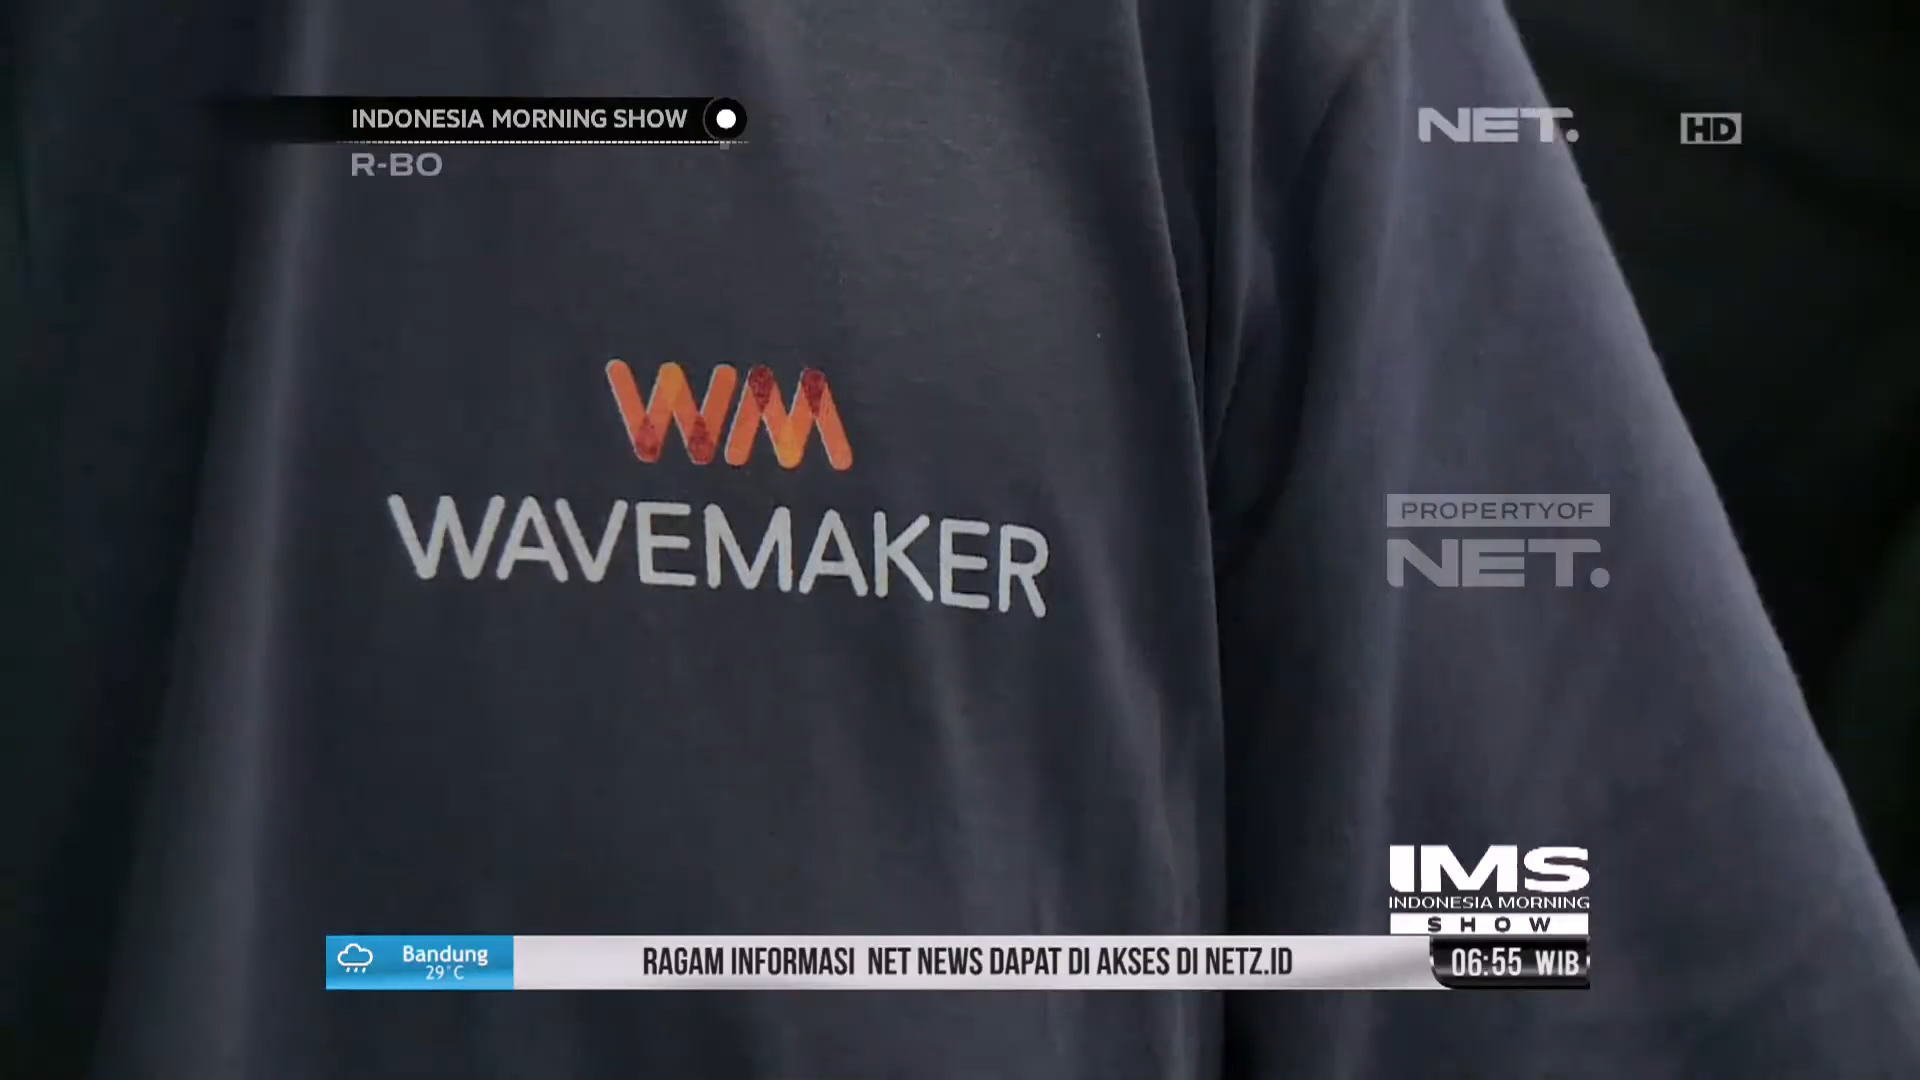 INDONESIA MORNING SHOW
R-BO
NET.
HD
WM
WAVEMAKER
PROPERTYOF
NET.
IMS
INDONESIA MORNING
SHOW
Bandung
29°C
RAGAM INFORMASI NET NEWS DAPAT DI AKSES DI NETZ.ID
06:55 WIB